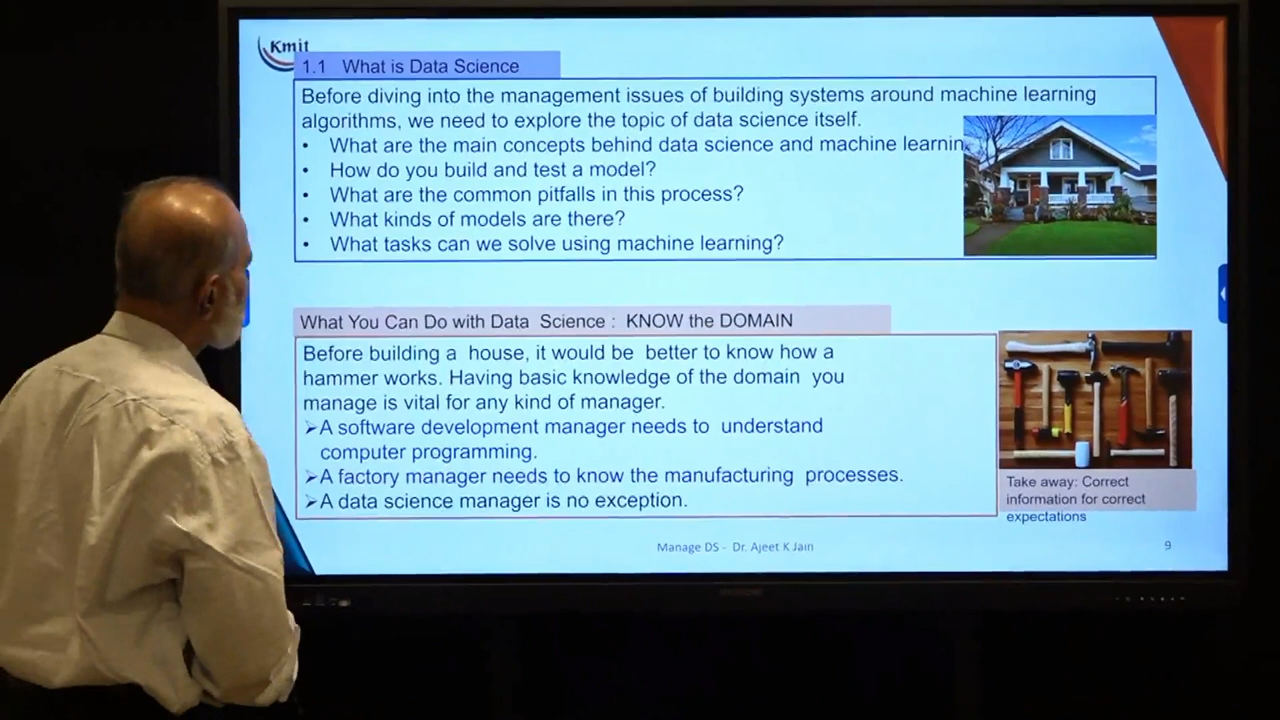 Kmit
1.1 What is Data Science
Before diving into the management issues of building systems around machine learning
algorithms, we need to explore the topic of data science itself.
• What are the main concepts behind data science and machine learnin
• How do you build and test a model?
• What are the common pitfalls in this process?
• What kinds of models are there?
• What tasks can we solve using machine learning?
What You Can Do with Data Science : KNOW the DOMAIN
Before building a house, it would be better to know how a
hammer works. Having basic knowledge of the domain you
manage is vital for any kind of manager.
➢A software development manager needs to understand
computer programming.
➢A factory manager needs to know the manufacturing processes.
➢A data science manager is no exception.
Take away: Correct
information for correct
expectations
Manage DS - Dr. Ajeet K Jain
9